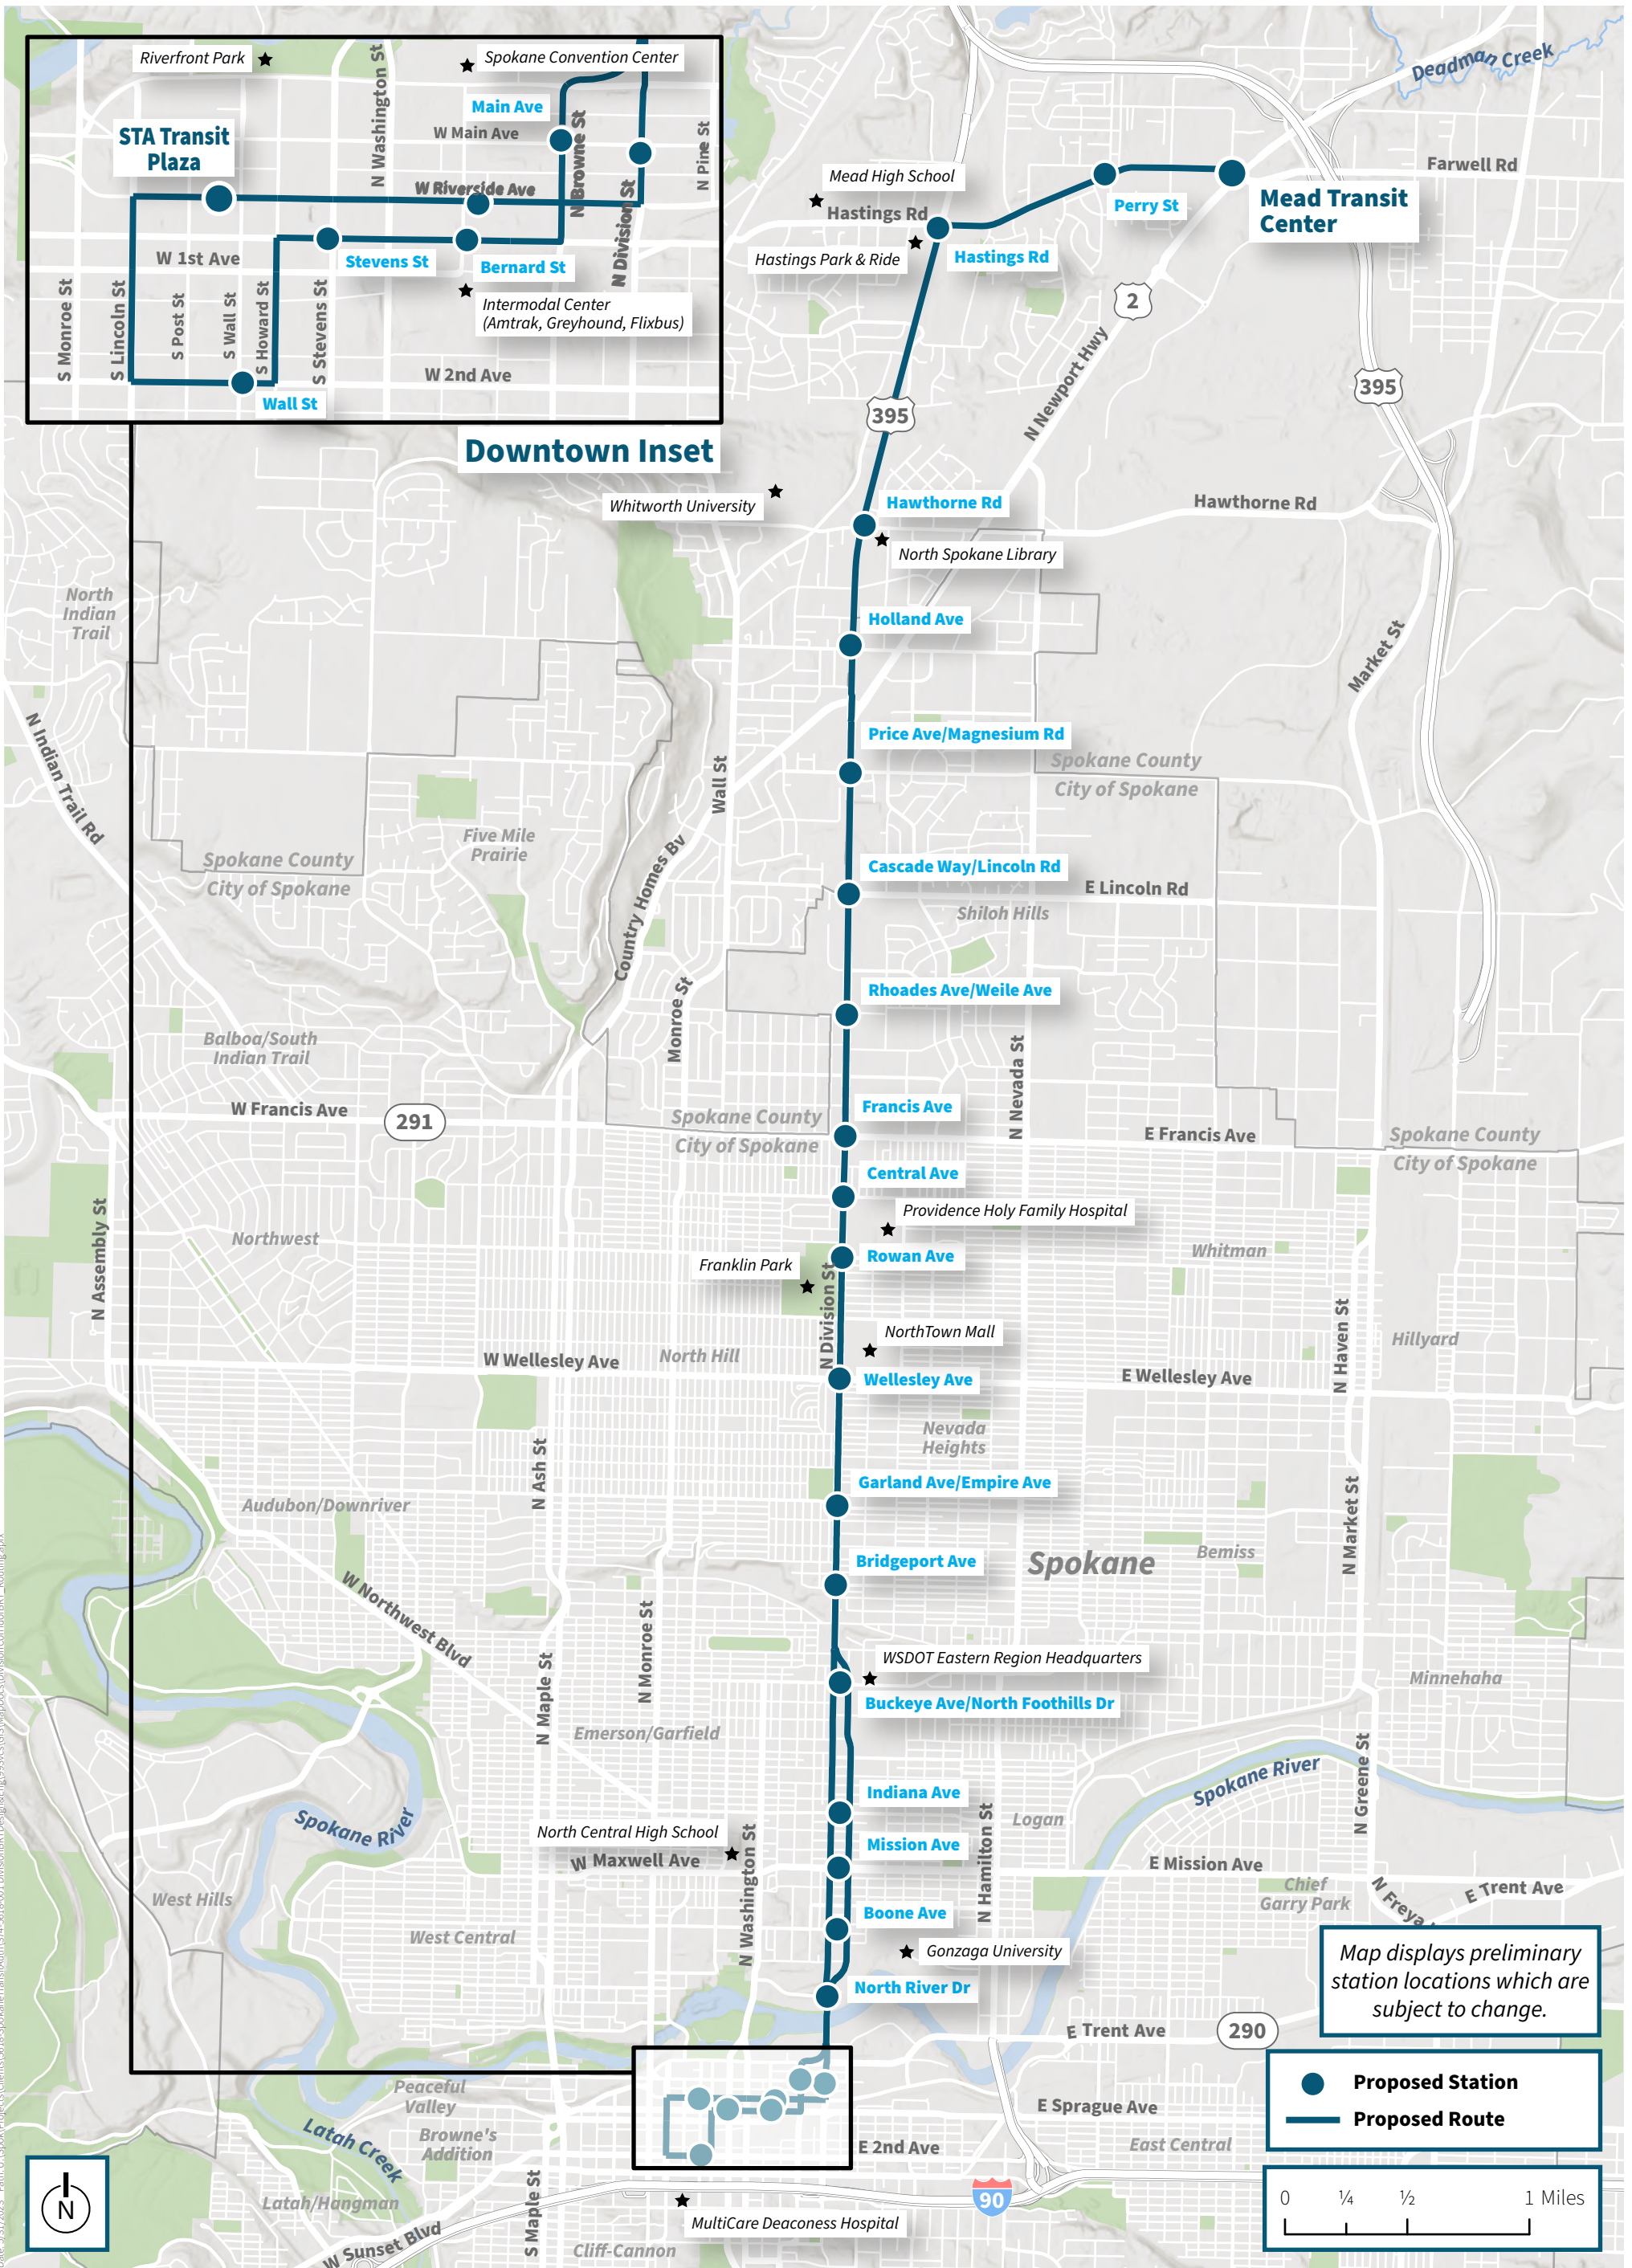 Riverfront Park
Spokane Convention Center
N Washington St
Main Ave
W Main Ave
STA Transit
Plaza
W Riverside Ave
N Browne St
N Division St
N Pine St
W 1st Ave
Stevens St
Bernard St
Intermodal Center
(Amtrak, Greyhound, Flixbus)
S Monroe St
S Lincoln St
S Post St
S Wall St
S Howard St
S Stevens St
W 2nd Ave
Wall St
Downtown Inset
Deadman Creek
Farwell Rd
Mead High School
Hastings Rd
Hastings Park & Ride
Hastings Rd
Perry St
Mead Transit
Center
2
395
395
N Newport Hwy
Whitworth University
Hawthorne Rd
Hawthorne Rd
North Spokane Library
North
Indian
Trail
Holland Ave
Market St
N Indian Trail Rd
Price Ave/Magnesium Rd
Spokane County
City of Spokane
Wall St
Five Mile
Prairie
Spokane County
City of Spokane
Country Homes Bv
Cascade Way/Lincoln Rd
E Lincoln Rd
Shiloh Hills
Rhoades Ave/Weile Ave
Monroe St
Balboa/South
Indian Trail
N Nevada St
W Francis Ave
291
Spokane County
City of Spokane
Francis Ave
E Francis Ave
Spokane County
City of Spokane
Central Ave
Providence Holy Family Hospital
N Assembly St
Northwest
Franklin Park
Rowan Ave
Whitman
N Division St
NorthTown Mall
N Haven St
Hillyard
W Wellesley Ave
North Hill
Wellesley Ave
E Wellesley Ave
Nevada
Heights
N Ash St
Garland Ave/Empire Ave
Audubon/Downriver
Bridgeport Ave
Spokane
Bemiss
N Market St
W Northwest Blvd
N Monroe St
WSDOT Eastern Region Headquarters
Minnehaha
N Maple St
Buckeye Ave/North Foothills Dr
Emerson/Garfield
Spokane River
N Greene St
Indiana Ave
Spokane River
Logan
North Central High School
Mission Ave
W Maxwell Ave
N Washington St
N Hamilton St
E Mission Ave
Chief
Garry Park
N Freya
E Trent Ave
West Hills
Boone Ave
West Central
Gonzaga University
Map displays preliminary
station locations which are
subject to change.
North River Dr
E Trent Ave
290
Proposed Station
Proposed Route
Peaceful
Valley
E Sprague Ave
Latah Creek
Browne's
Addition
E 2nd Ave
East Central
N
Latah/Hangman
90
0 ¼ ½ 1 Miles
S Maple St
W Sunset Blvd
MultiCare Deaconess Hospital
Cliff-Cannon